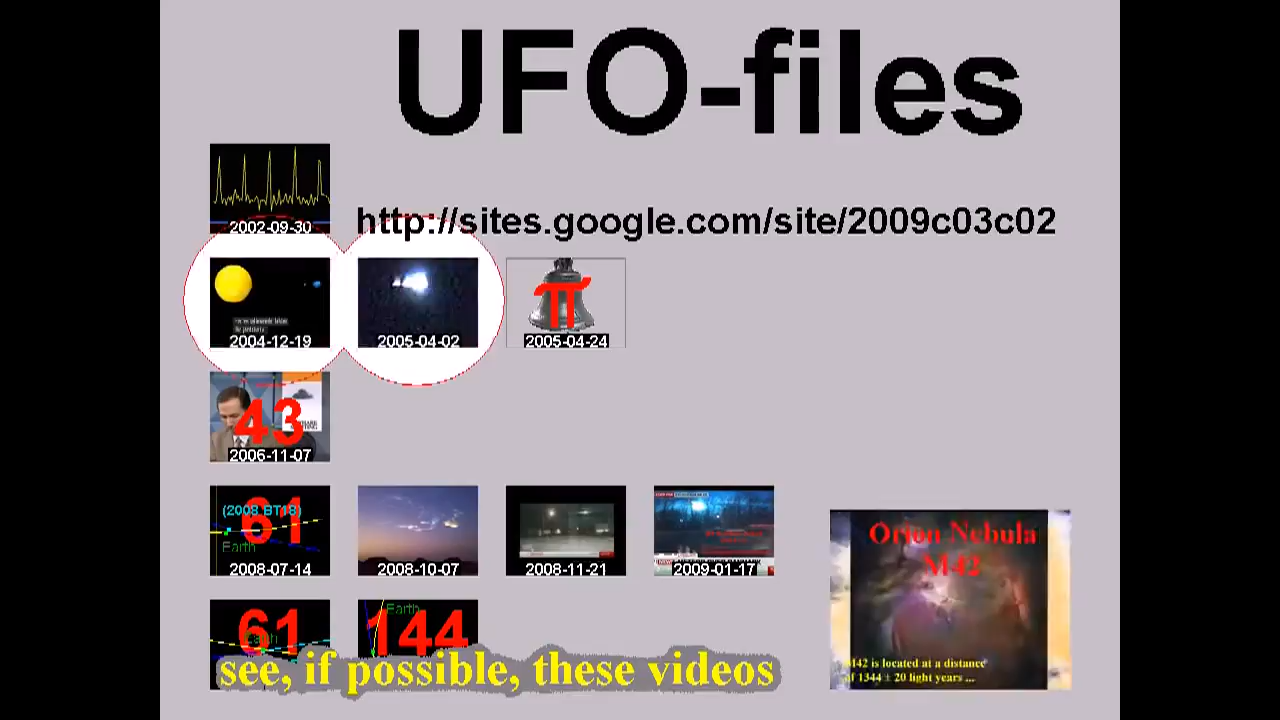 UFO-files
http://sites.google.com/site/2009c03c02
2002-09-30
2004-12-19
2005-04-02
π
2005-04-24
43
2006-11-07
61
(2008 BT18)
Earth
2008-07-14
2008-10-07
2008-11-21
2009-01-17
Orion Nebula
M42
M42 is located at a distance
of 1344 ± 20 light years ...
61
Earth
144
Earth
see, if possible, these videos